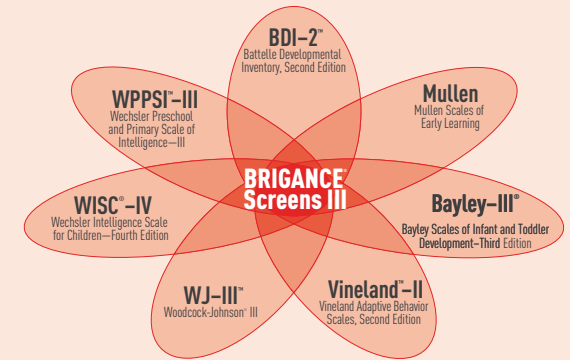 BDI–2™
Battelle Developmental
Inventory, Second Edition
WPPSI™–III
Wechsler Preschool
and Primary Scale of
Intelligence—III
Mullen
Mullen Scales of
Early Learning
BRIGANCE®
Screens III
WISC®–IV
Wechsler Intelligence Scale
for Children—Fourth Edition
Bayley–III®
Bayley Scales of Infant and Toddler
Development–Third Edition
WJ–III™
Woodcock-Johnson® III
Vineland™–II
Vineland Adaptive Behavior
Scales, Second Edition